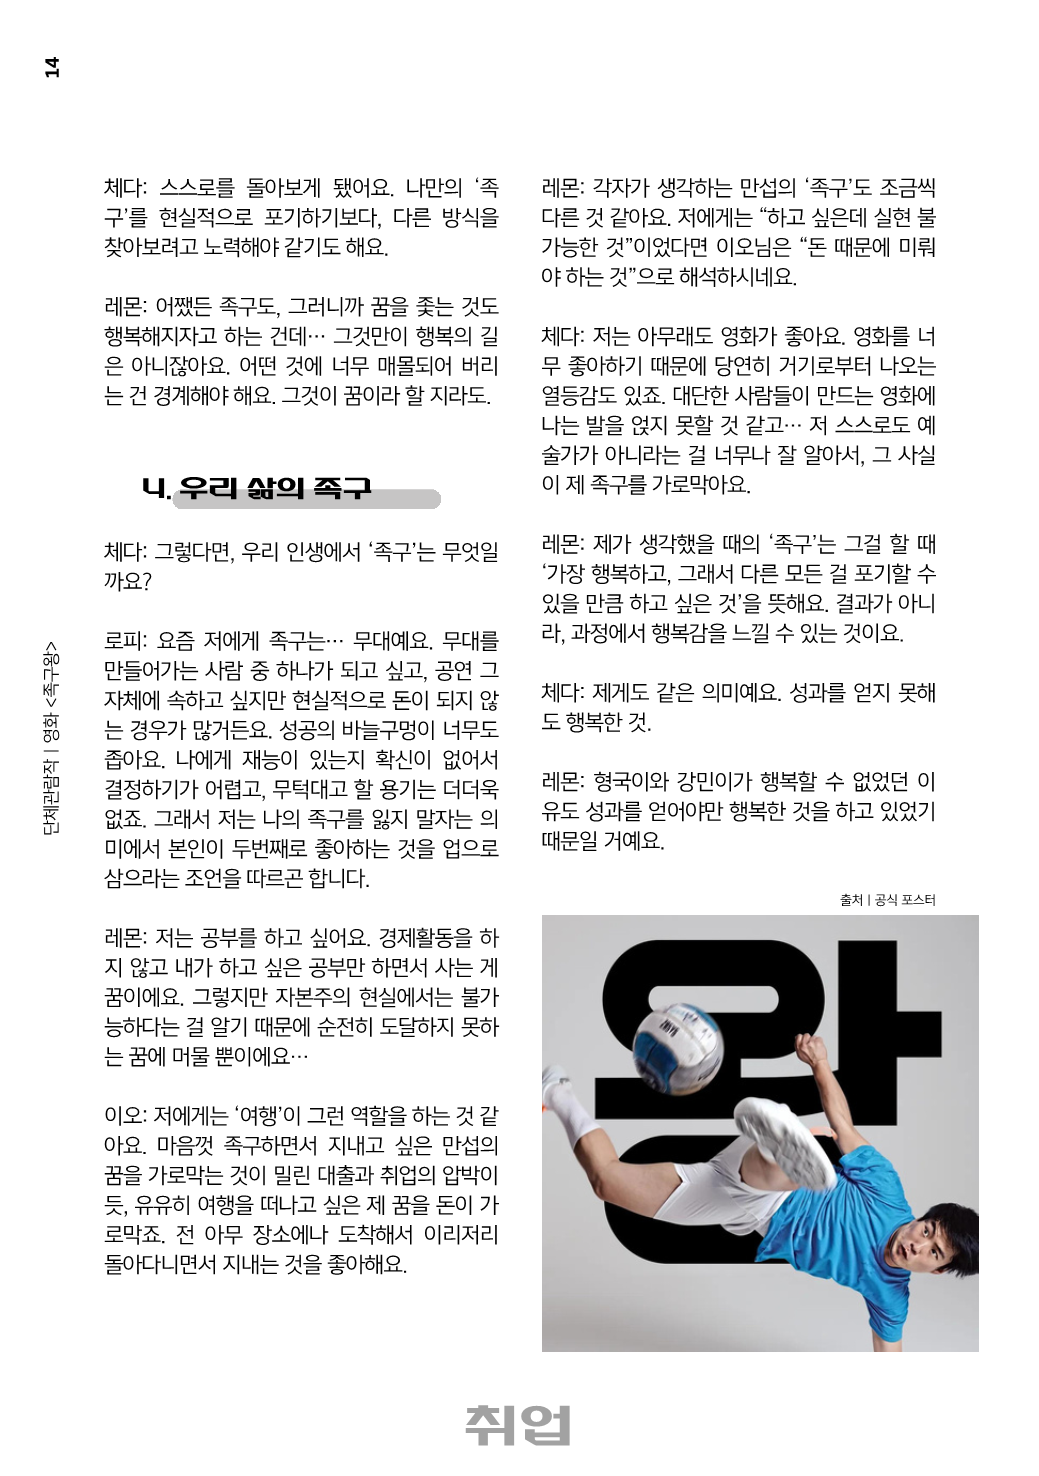 14
체다: 스스로를 돌아보게 됐어요. 나만의 ‘족
구’를 현실적으로 포기하기보다, 다른 방식을
찾아보려고 노력해야 같기도 해요.
레몬: 어쨌든 족구도, 그러니까 꿈을 좇는 것도
행복해지자고 하는 건데… 그것만이 행복의 길
은 아니잖아요. 어떤 것에 너무 매몰되어 버리
는 건 경계해야 해요. 그것이 꿈이라 할 지라도.
4. 우리 삶의 족구
체다: 그렇다면, 우리 인생에서 ‘족구’는 무엇일
까요?
로피: 요즘 저에게 족구는… 무대예요. 무대를
만들어가는 사람 중 하나가 되고 싶고, 공연 그
자체에 속하고 싶지만 현실적으로 돈이 되지 않
는 경우가 많거든요. 성공의 바늘구멍이 너무도
좁아요. 나에게 재능이 있는지 확신이 없어서
결정하기가 어렵고, 무턱대고 할 용기는 더더욱
없죠. 그래서 저는 나의 족구를 잃지 말자는 의
미에서 본인이 두번째로 좋아하는 것을 업으로
삼으라는 조언을 따르곤 합니다.
레몬: 저는 공부를 하고 싶어요. 경제활동을 하
지 않고 내가 하고 싶은 공부만 하면서 사는 게
꿈이에요. 그렇지만 자본주의 현실에서는 불가
능하다는 걸 알기 때문에 순전히 도달하지 못하
는 꿈에 머물 뿐이에요…
이오: 저에게는 ‘여행’이 그런 역할을 하는 것 같
아요. 마음껏 족구하면서 지내고 싶은 만섭의
꿈을 가로막는 것이 밀린 대출과 취업의 압박이
듯, 유유히 여행을 떠나고 싶은 제 꿈을 돈이 가
로막죠. 전 아무 장소에나 도착해서 이리저리
돌아다니면서 지내는 것을 좋아해요.
레몬: 각자가 생각하는 만섭의 ‘족구’도 조금씩
다른 것 같아요. 저에게는 “하고 싶은데 실현 불
가능한 것”이었다면 이오님은 “돈 때문에 미뤄
야 하는 것”으로 해석하시네요.
체다: 저는 아무래도 영화가 좋아요. 영화를 너
무 좋아하기 때문에 당연히 거기로부터 나오는
열등감도 있죠. 대단한 사람들이 만드는 영화에
나는 발을 얹지 못할 것 같고… 저 스스로도 예
술가가 아니라는 걸 너무나 잘 알아서, 그 사실
이 제 족구를 가로막아요.
레몬: 제가 생각했을 때의 ‘족구’는 그걸 할 때
‘가장 행복하고, 그래서 다른 모든 걸 포기할 수
있을 만큼 하고 싶은 것’을 뜻해요. 결과가 아니
라, 과정에서 행복감을 느낄 수 있는 것이요.
체다: 제게도 같은 의미예요. 성과를 얻지 못해
도 행복한 것.
레몬: 형국이와 강민이가 행복할 수 없었던 이
유도 성과를 얻어야만 행복한 것을 하고 있었기
때문일 거예요.
출처 | 공식 포스터
왕
단체관람작 | 영화 <족구왕>
취업